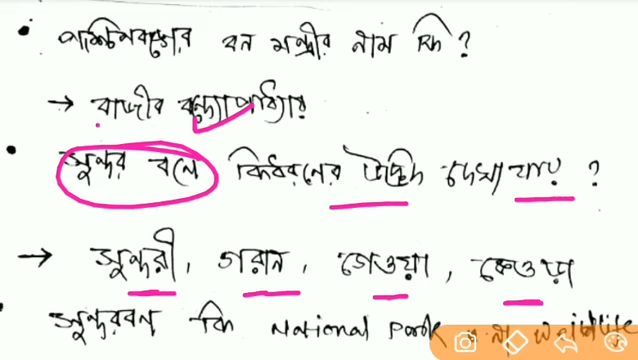 • পশ্চিমবঙ্গের বন মন্ত্রীর নাম কি?
→ রাজীব বন্দ্যোপাধ্যায়
• সুন্দর বনে কিধরনের উদ্ভিদ দেখা যায়?
→ সুন্দরী, গরান, গেওয়া, কেওড়া
• সুন্দরবন কি National Park